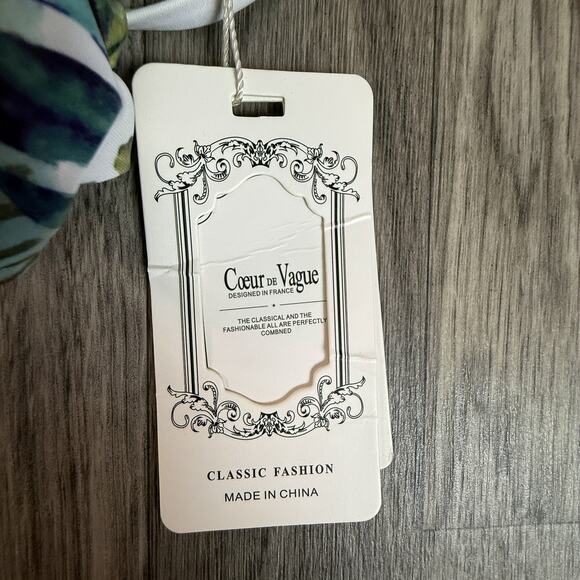 Cœur DE Vague
DESIGNED IN FRANCE
THE CLASSICAL AND THE
FASHIONABLE ALL ARE PERFECTLY
COMBNED
CLASSIC FASHION
MADE IN CHINA